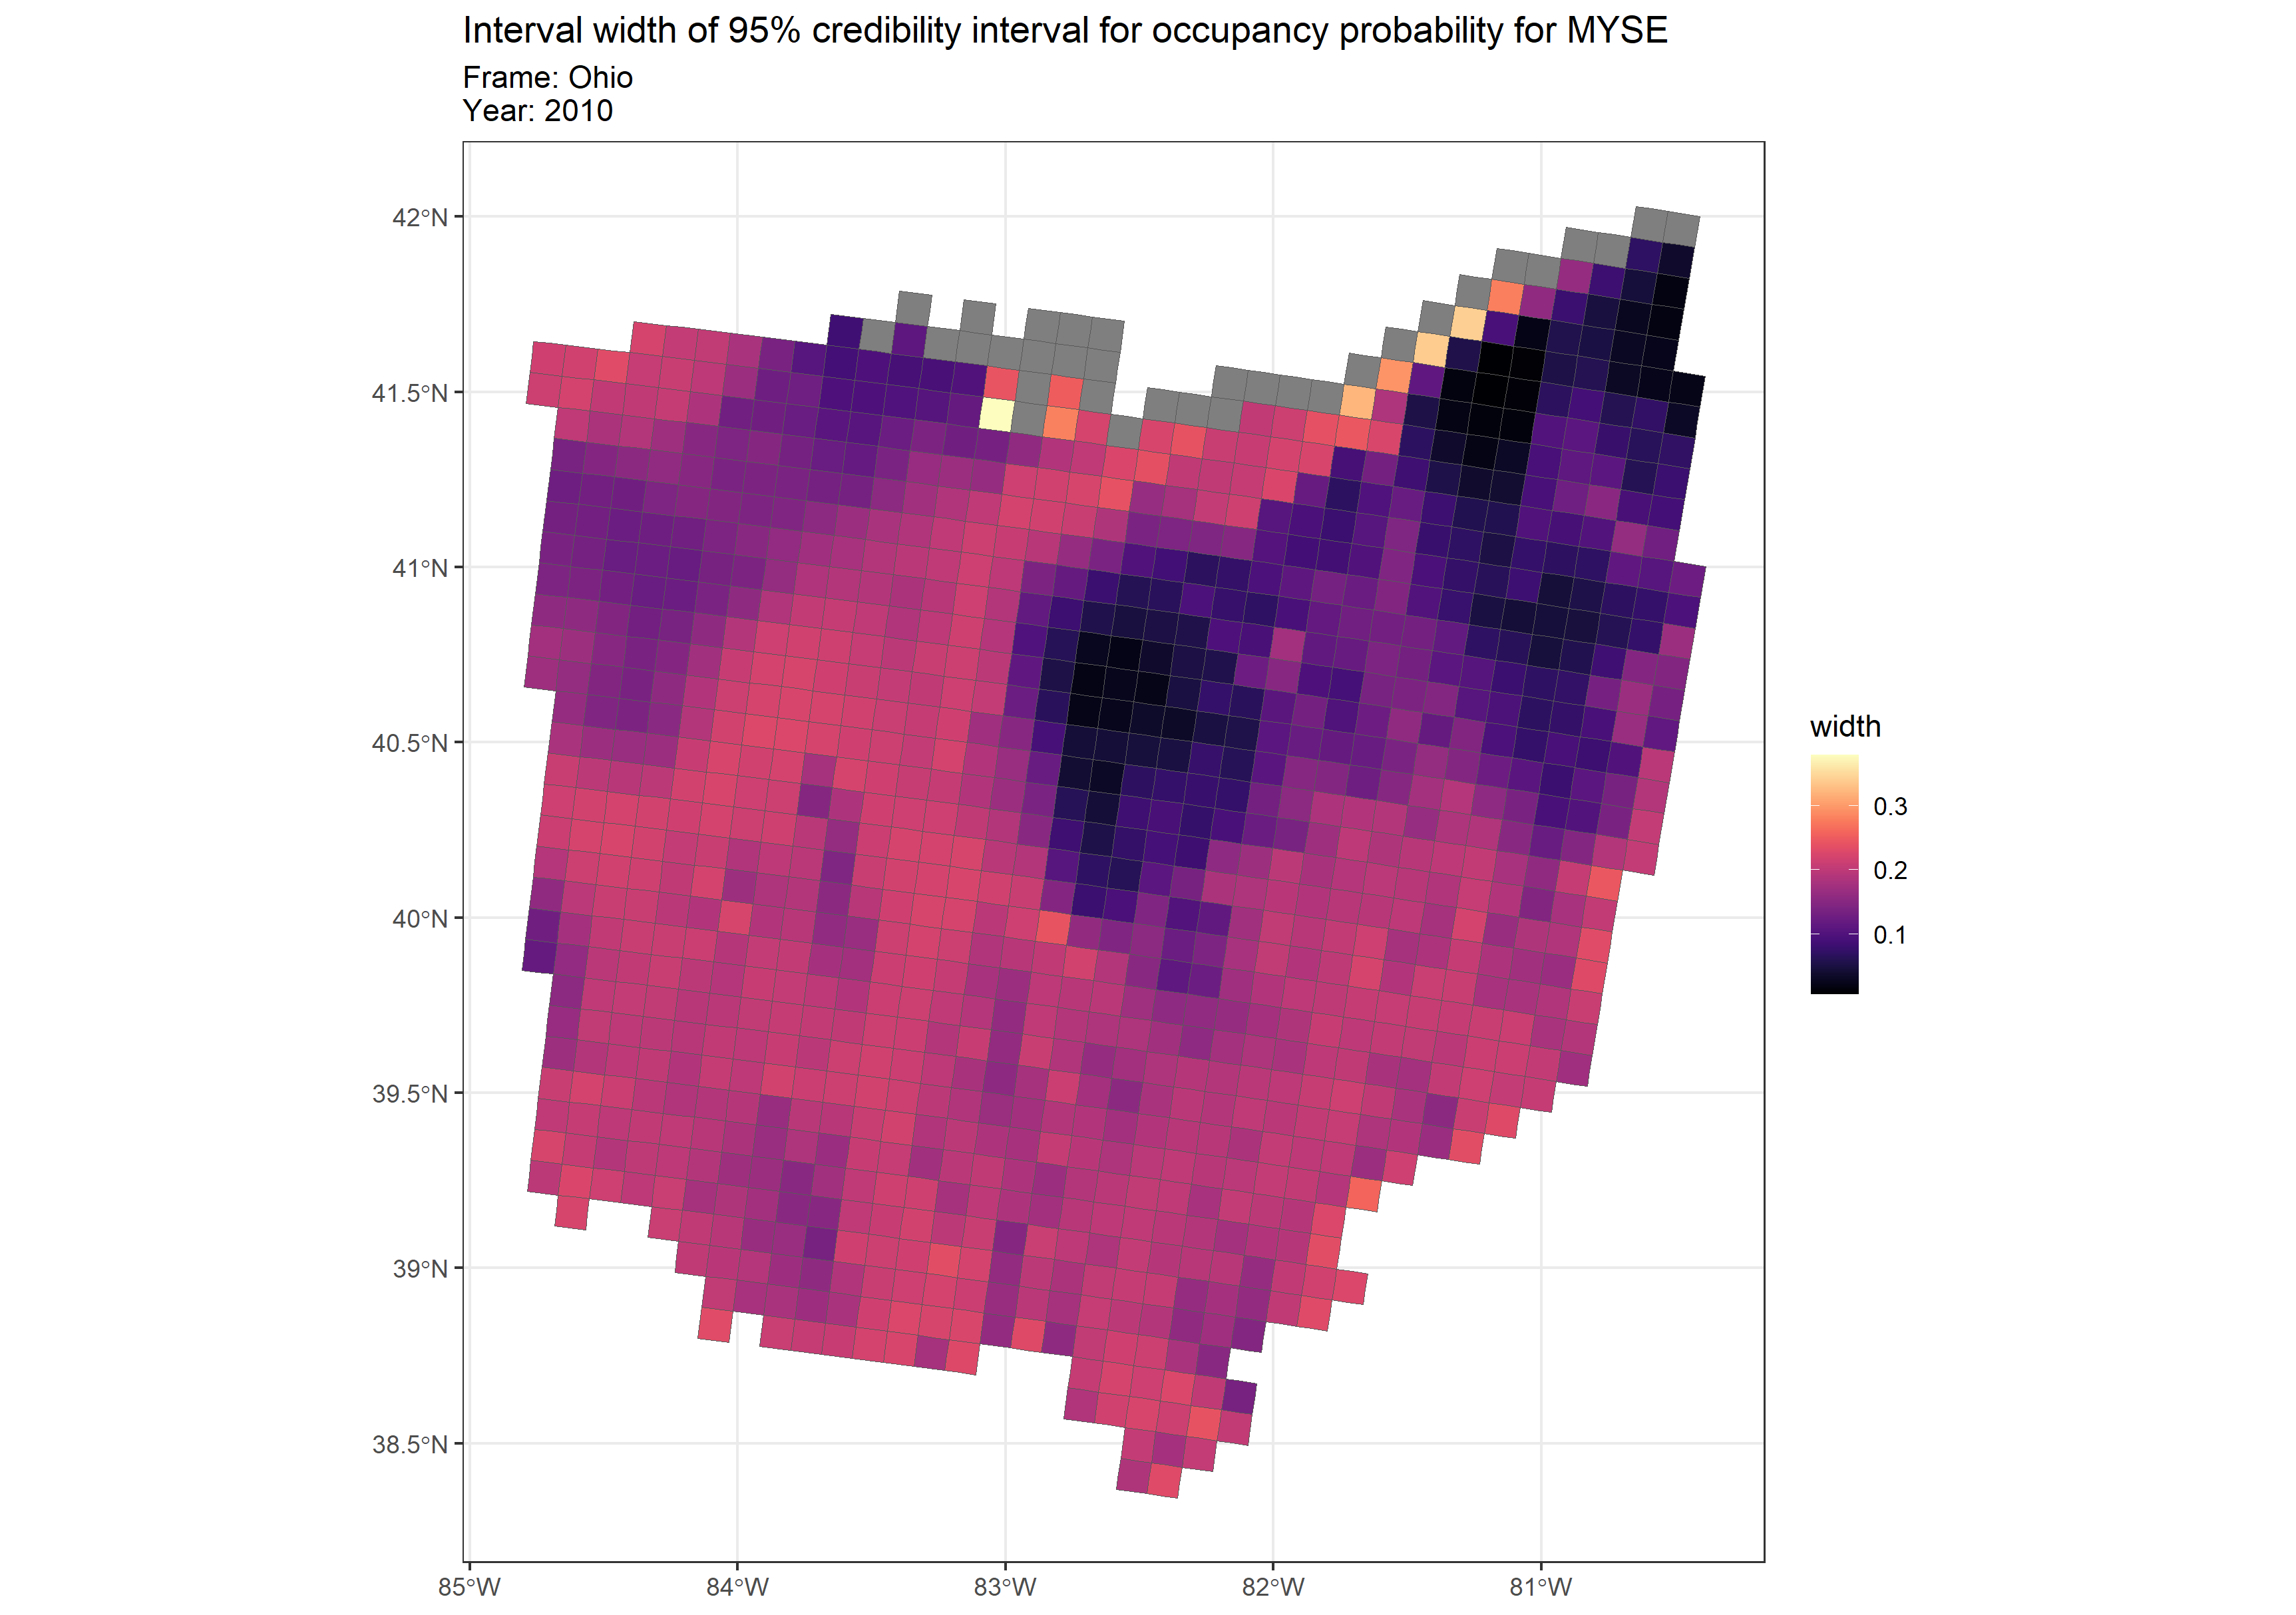 Interval width of 95% credibility interval for occupancy probability for MYSE
Frame: Ohio
Year: 2010
42°N
41.5°N
41°N
40.5°N
40°N
39.5°N
39°N
38.5°N
85°W
84°W
83°W
82°W
81°W
width
0.3
0.2
0.1